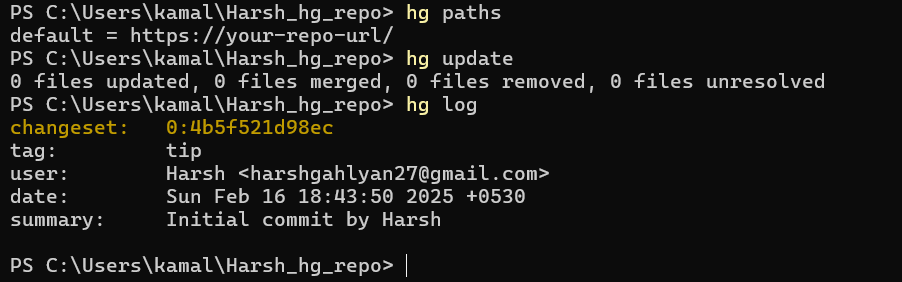 PS C:\Users\kamal\Harsh_hg_repo> hg paths
default = https://your-repo-url/
PS C:\Users\kamal\Harsh_hg_repo> hg update
0 files updated, 0 files merged, 0 files removed, 0 files unresolved
PS C:\Users\kamal\Harsh_hg_repo> hg log
changeset:   0:4b5f521d98ec
tag:         tip
user:        Harsh <harshgahlyan27@gmail.com>
date:        Sun Feb 16 18:43:50 2025 +0530
summary:     Initial commit by Harsh
PS C:\Users\kamal\Harsh_hg_repo>